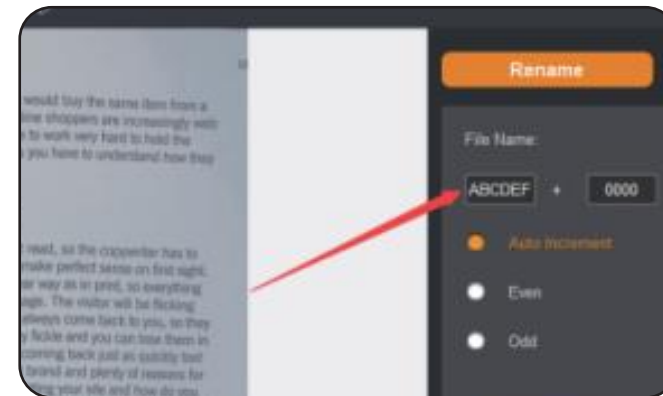 would buy the same item from a
shoppers are increasingly
to work very hard to hold the
you have to understand how they
read, so the copywriter has to
make perfect sense on first sight.
way as in print, so everything
The visitor will be flicking
always come back to you, so they
fickle and you can lose them in
coming back just as quickly but
brand and plenty of reasons for
your site and how do you
Rename
File Name:
ABCDEF + 0000
Auto Increment
Even
Odd